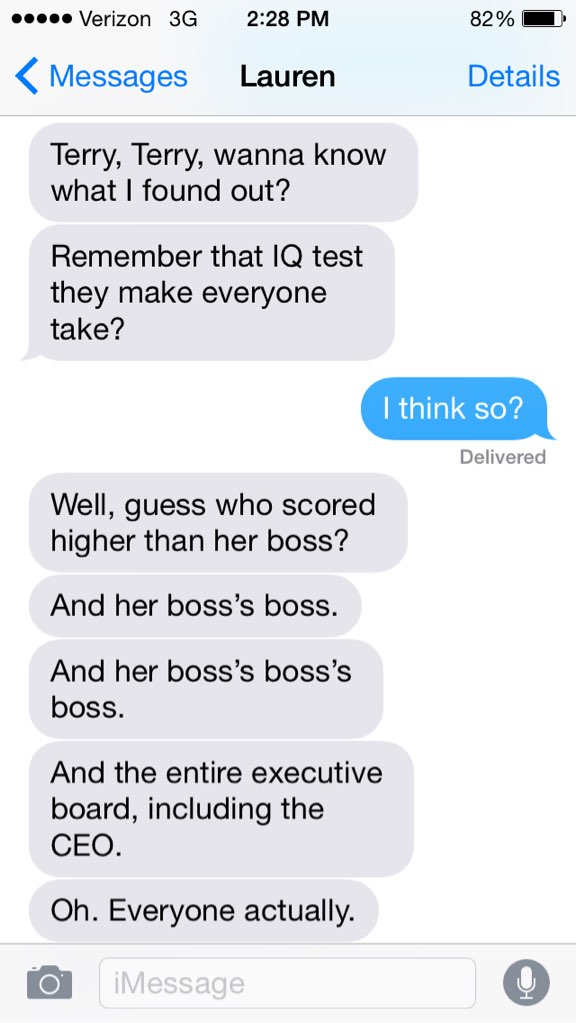 Verizon 3G 2:28 PM 82%
Messages Lauren Details
Terry, Terry, wanna know
what I found out?
Remember that IQ test
they make everyone
take?
I think so?
Delivered
Well, guess who scored
higher than her boss?
And her boss’s boss.
And her boss’s boss’s
boss.
And the entire executive
board, including the
CEO.
Oh. Everyone actually.
iMessage